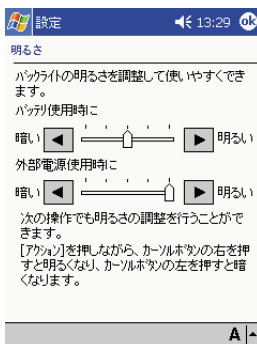 設定 13:29 ok
明るさ
バックライトの明るさを調整して使いやすくでき
ます。
バッテリ使用時に
暗い 明るい
外部電源使用時に
暗い 明るい
次の操作でも明るさの調整を行うことがで
きます。
[アクション]を押しながら、カーソルボタンの右を押
すと明るくなり、カーソルボタンの左を押すと暗
くなります。
A